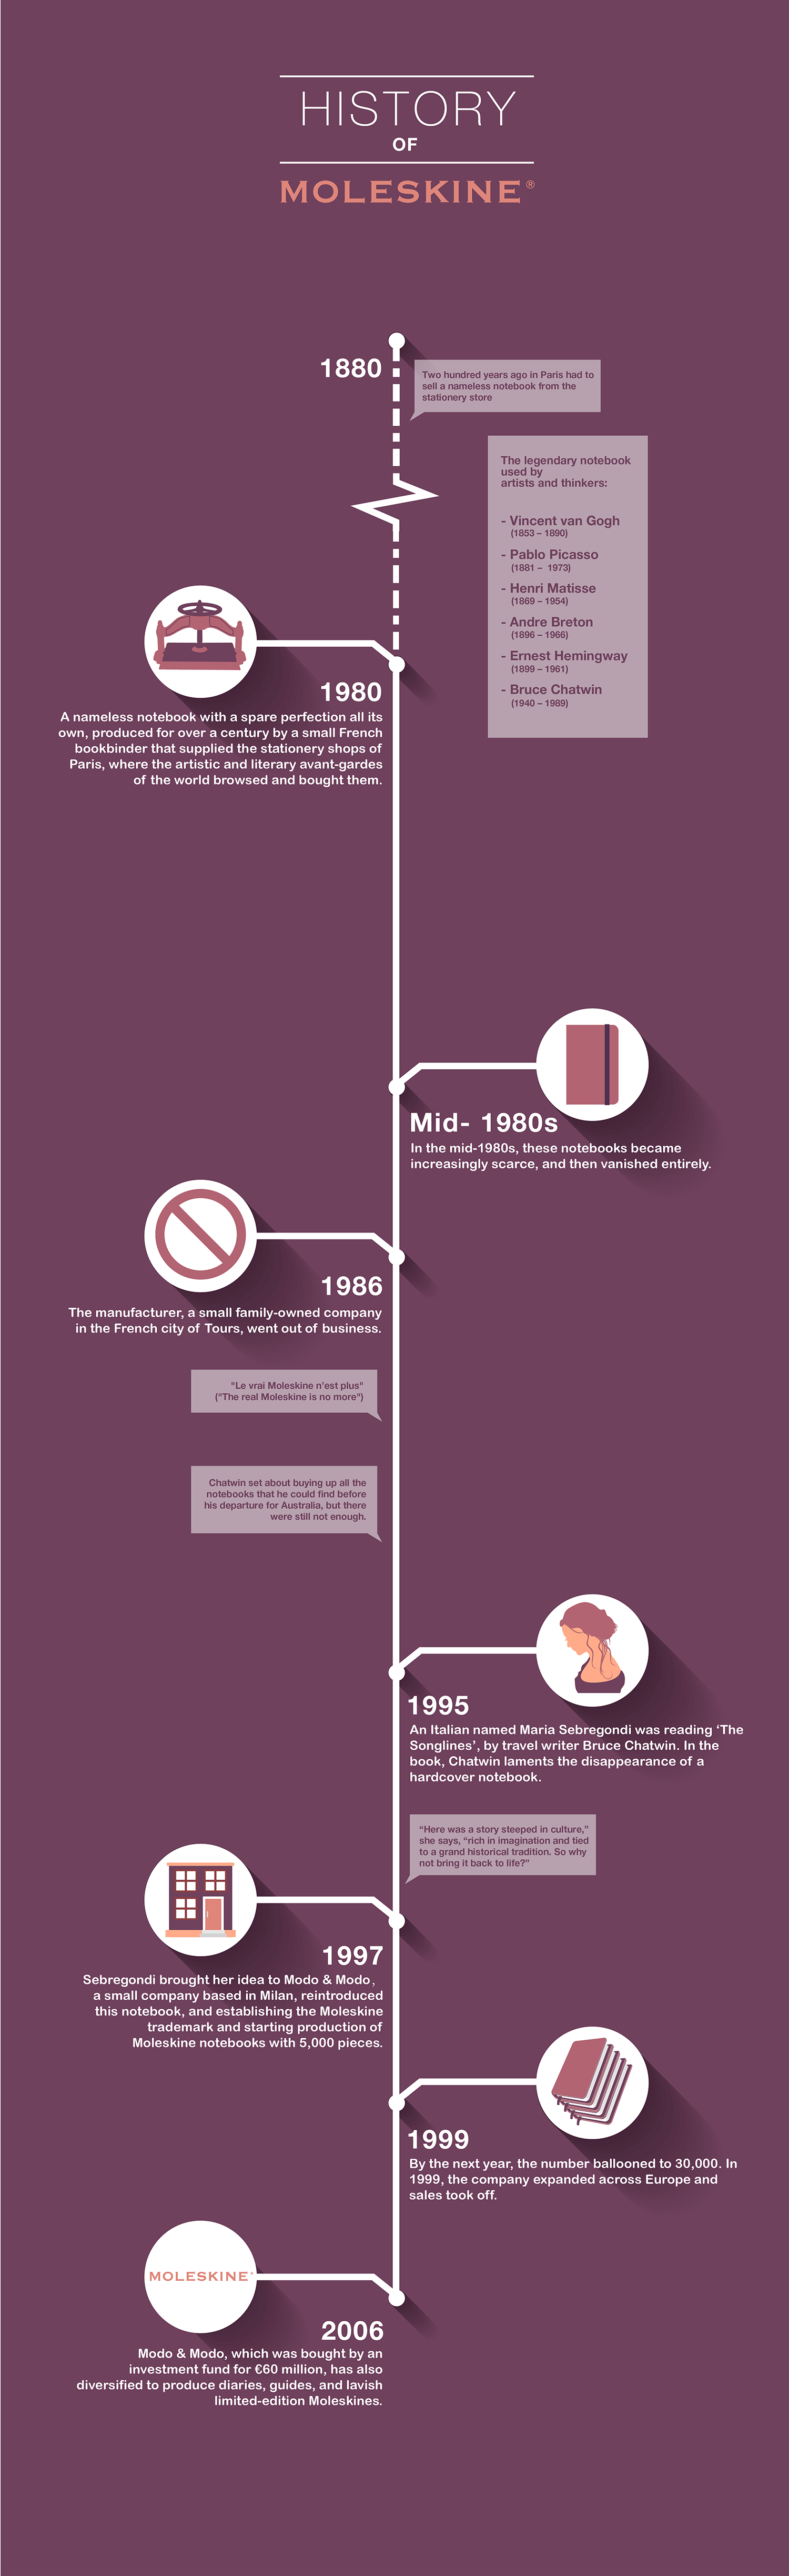 HISTORY
OF
MOLESKINE®
1880
Two hundred years ago in Paris had to
sell a nameless notebook from the
stationery store
The legendary notebook
used by
artists and thinkers:
- Vincent van Gogh
(1853 – 1890)
- Pablo Picasso
(1881 – 1973)
- Henri Matisse
(1869 – 1954)
- Andre Breton
(1896 – 1966)
- Ernest Hemingway
(1899 – 1961)
- Bruce Chatwin
(1940 – 1989)
1980
A nameless notebook with a spare perfection all its
own, produced for over a century by a small French
bookbinder that supplied the stationery shops of
Paris, where the artistic and literary avant-gardes
of the world browsed and bought them.
Mid- 1980s
In the mid-1980s, these notebooks became
increasingly scarce, and then vanished entirely.
1986
The manufacturer, a small family-owned company
in the French city of Tours, went out of business.
"Le vrai Moleskine n'est plus"
("The real Moleskine is no more")
Chatwin set about buying up all the
notebooks that he could find before
his departure for Australia, but there
were still not enough.
1995
An Italian named Maria Sebregondi was reading ‘The
Songlines’, by travel writer Bruce Chatwin. In the
book, Chatwin laments the disappearance of a
hardcover notebook.
“Here was a story steeped in culture,”
she says, “rich in imagination and tied
to a grand historical tradition. So why
not bring it back to life?”
1997
Sebregondi brought her idea to Modo & Modo,
a small company based in Milan, reintroduced
this notebook, and establishing the Moleskine
trademark and starting production of
Moleskine notebooks with 5,000 pieces.
1999
By the next year, the number ballooned to 30,000. In
1999, the company expanded across Europe and
sales took off.
MOLESKINE®
2006
Modo & Modo, which was bought by an
investment fund for €60 million, has also
diversified to produce diaries, guides, and lavish
limited-edition Moleskines.